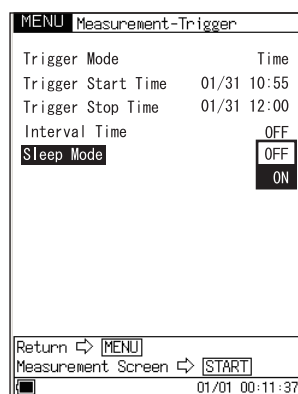 MENU Measurement-Trigger
Trigger Mode Time
Trigger Start Time 01/31 10:55
Trigger Stop Time 01/31 12:00
Interval Time OFF
Sleep Mode OFF
ON
Return ⇨ MENU
Measurement Screen ⇨ START
01/01 00:11:37